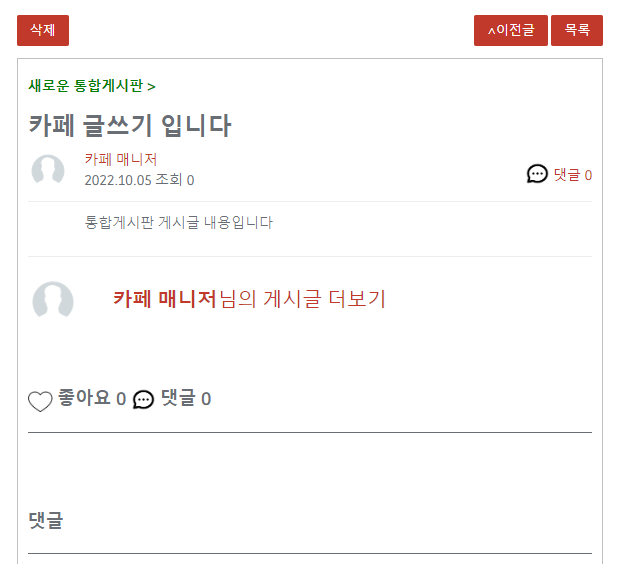 삭제
^이전글 목록
새로운 통합게시판 >
카페 글쓰기 입니다
카페 매니저
2022.10.05 조회 0
댓글 0
통합게시판 게시글 내용입니다
카페 매니저님의 게시글 더보기
좋아요 0 댓글 0
댓글